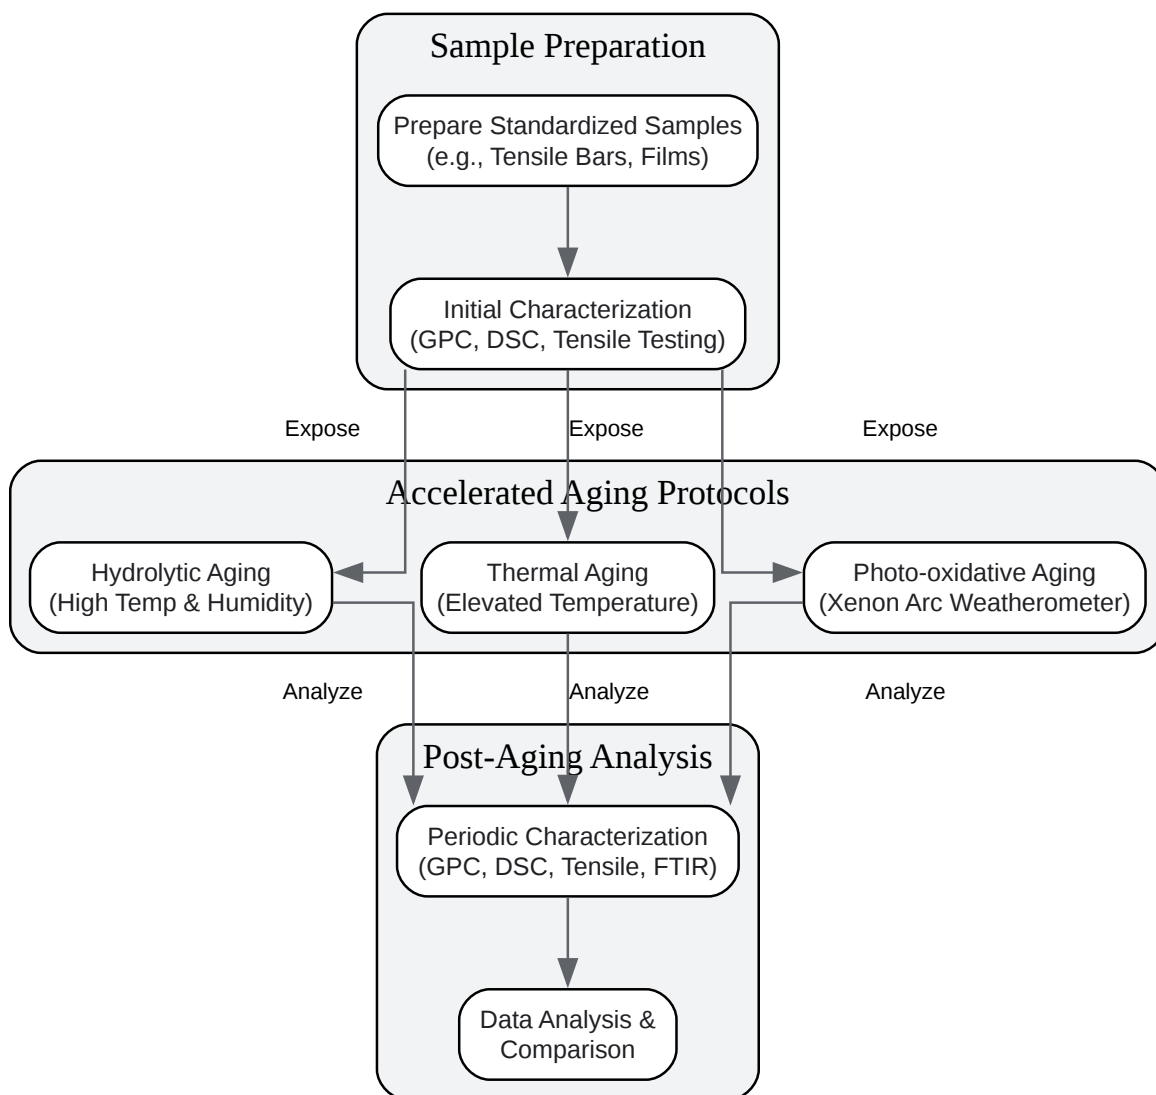 Sample Preparation
Prepare Standardized Samples
(e.g., Tensile Bars, Films)
Initial Characterization
(GPC, DSC, Tensile Testing)
Expose
Expose
Expose
Accelerated Aging Protocols
Hydrolytic Aging
(High Temp & Humidity)
Thermal Aging
(Elevated Temperature)
Photo-oxidative Aging
(Xenon Arc Weatherometer)
Analyze
Analyze
Analyze
Post-Aging Analysis
Periodic Characterization
(GPC, DSC, Tensile, FTIR)
Data Analysis &
Comparison